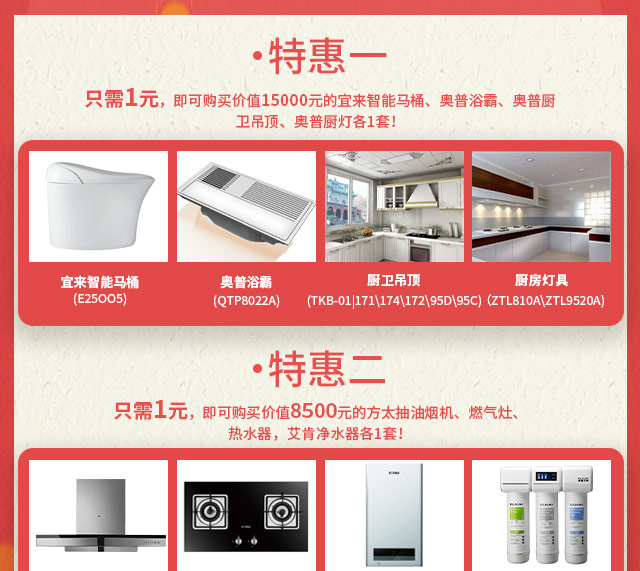 ·特惠一
只需1元，即可购买价值15000元的宜来智能马桶、奥普浴霸、奥普厨
卫吊顶、奥普厨灯各1套！
宜来智能马桶
(E25OO5)
奥普浴霸
(QTP8022A)
厨卫吊顶
(TKB-01|171\174\172\95D\95C)
厨房灯具
(ZTL810A\ZTL9520A)
·特惠二
只需1元，即可购买价值8500元的方太抽油烟机、燃气灶、
热水器，艾肯净水器各1套！